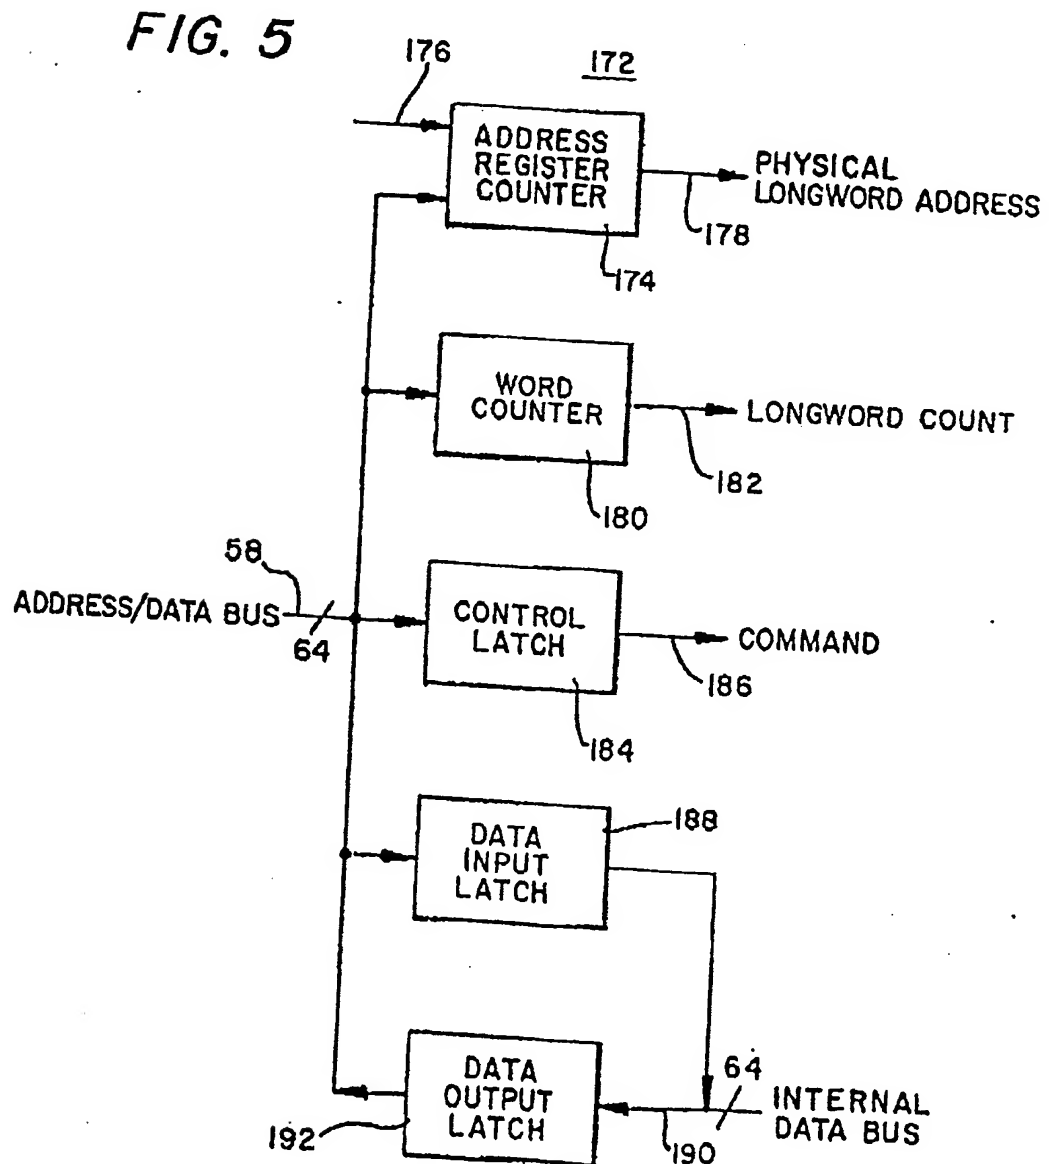 FIG. 5
176
172
ADDRESS
REGISTER
COUNTER
PHYSICAL
LONGWORD ADDRESS
178
174
WORD
COUNTER
LONGWORD COUNT
182
180
58
ADDRESS/DATA BUS
64
CONTROL
LATCH
COMMAND
186
184
188
DATA
INPUT
LATCH
DATA
OUTPUT
LATCH
64
INTERNAL
DATA BUS
192
190